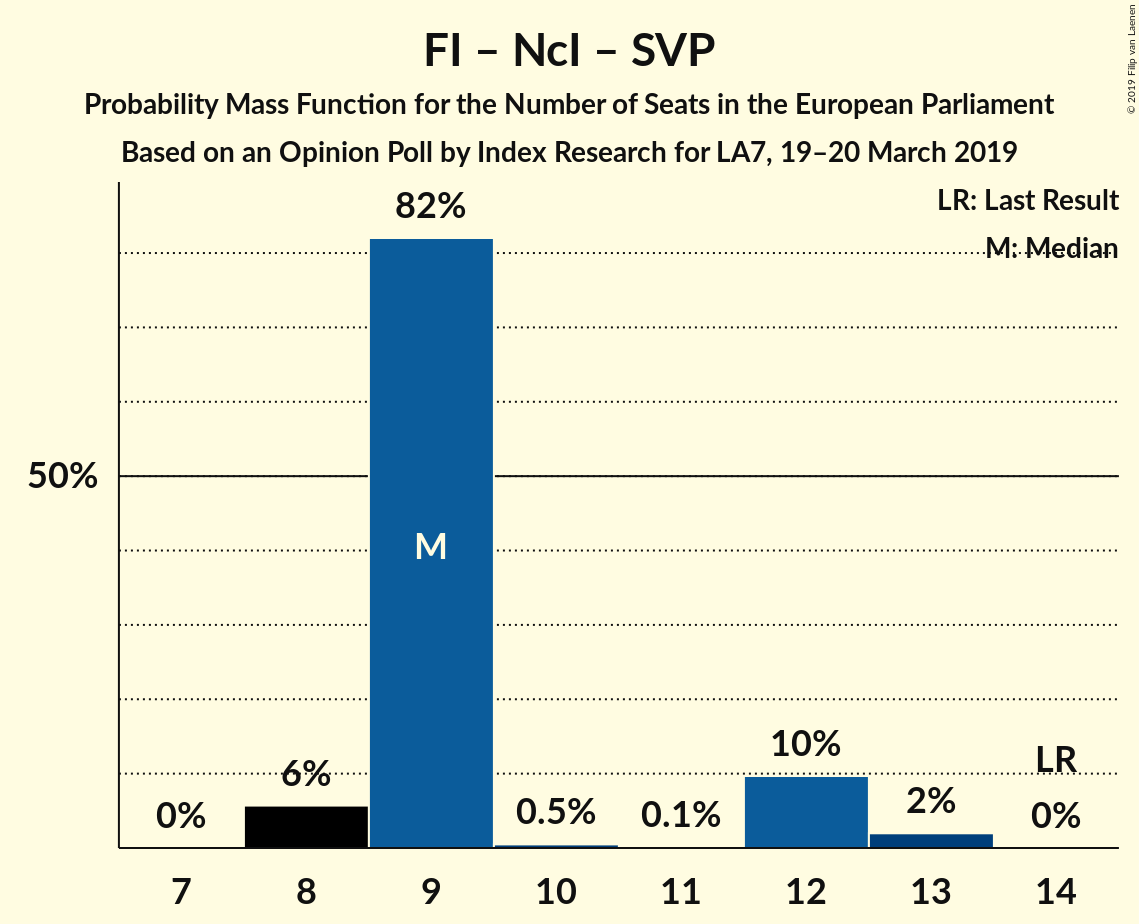 FI – NcI – SVP
Probability Mass Function for the Number of Seats in the European Parliament
Based on an Opinion Poll by Index Research for LA7, 19–20 March 2019
© 2019 Filip van Laenen
LR: Last Result
M: Median
82%
50%
M
10%
LR
6%
2%
0%
0.5%
0.1%
0%
7 8 9 10 11 12 13 14